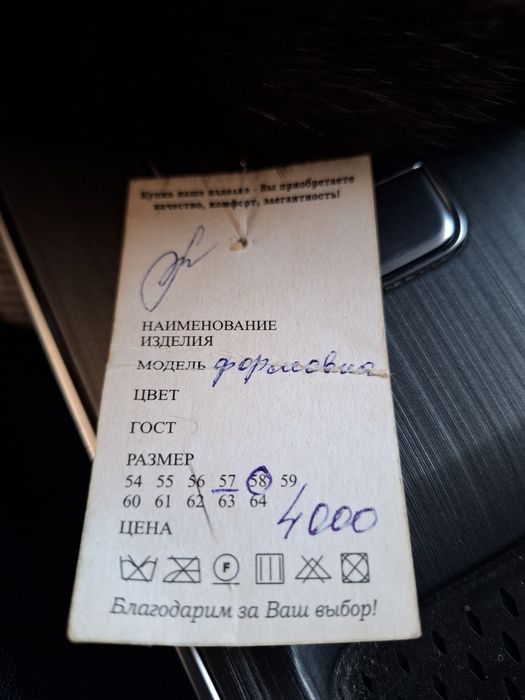 Купив наше изделие - Вы приобретаете
качество, комфорт, элегантность!
НАИМЕНОВАНИЕ
ИЗДЕЛИЯ
МОДЕЛЬ формовка
ЦВЕТ
ГОСТ
РАЗМЕР
54 55 56 57 58 59
60 61 62 63 64
ЦЕНА 4000
F
Благодарим за Ваш выбор!